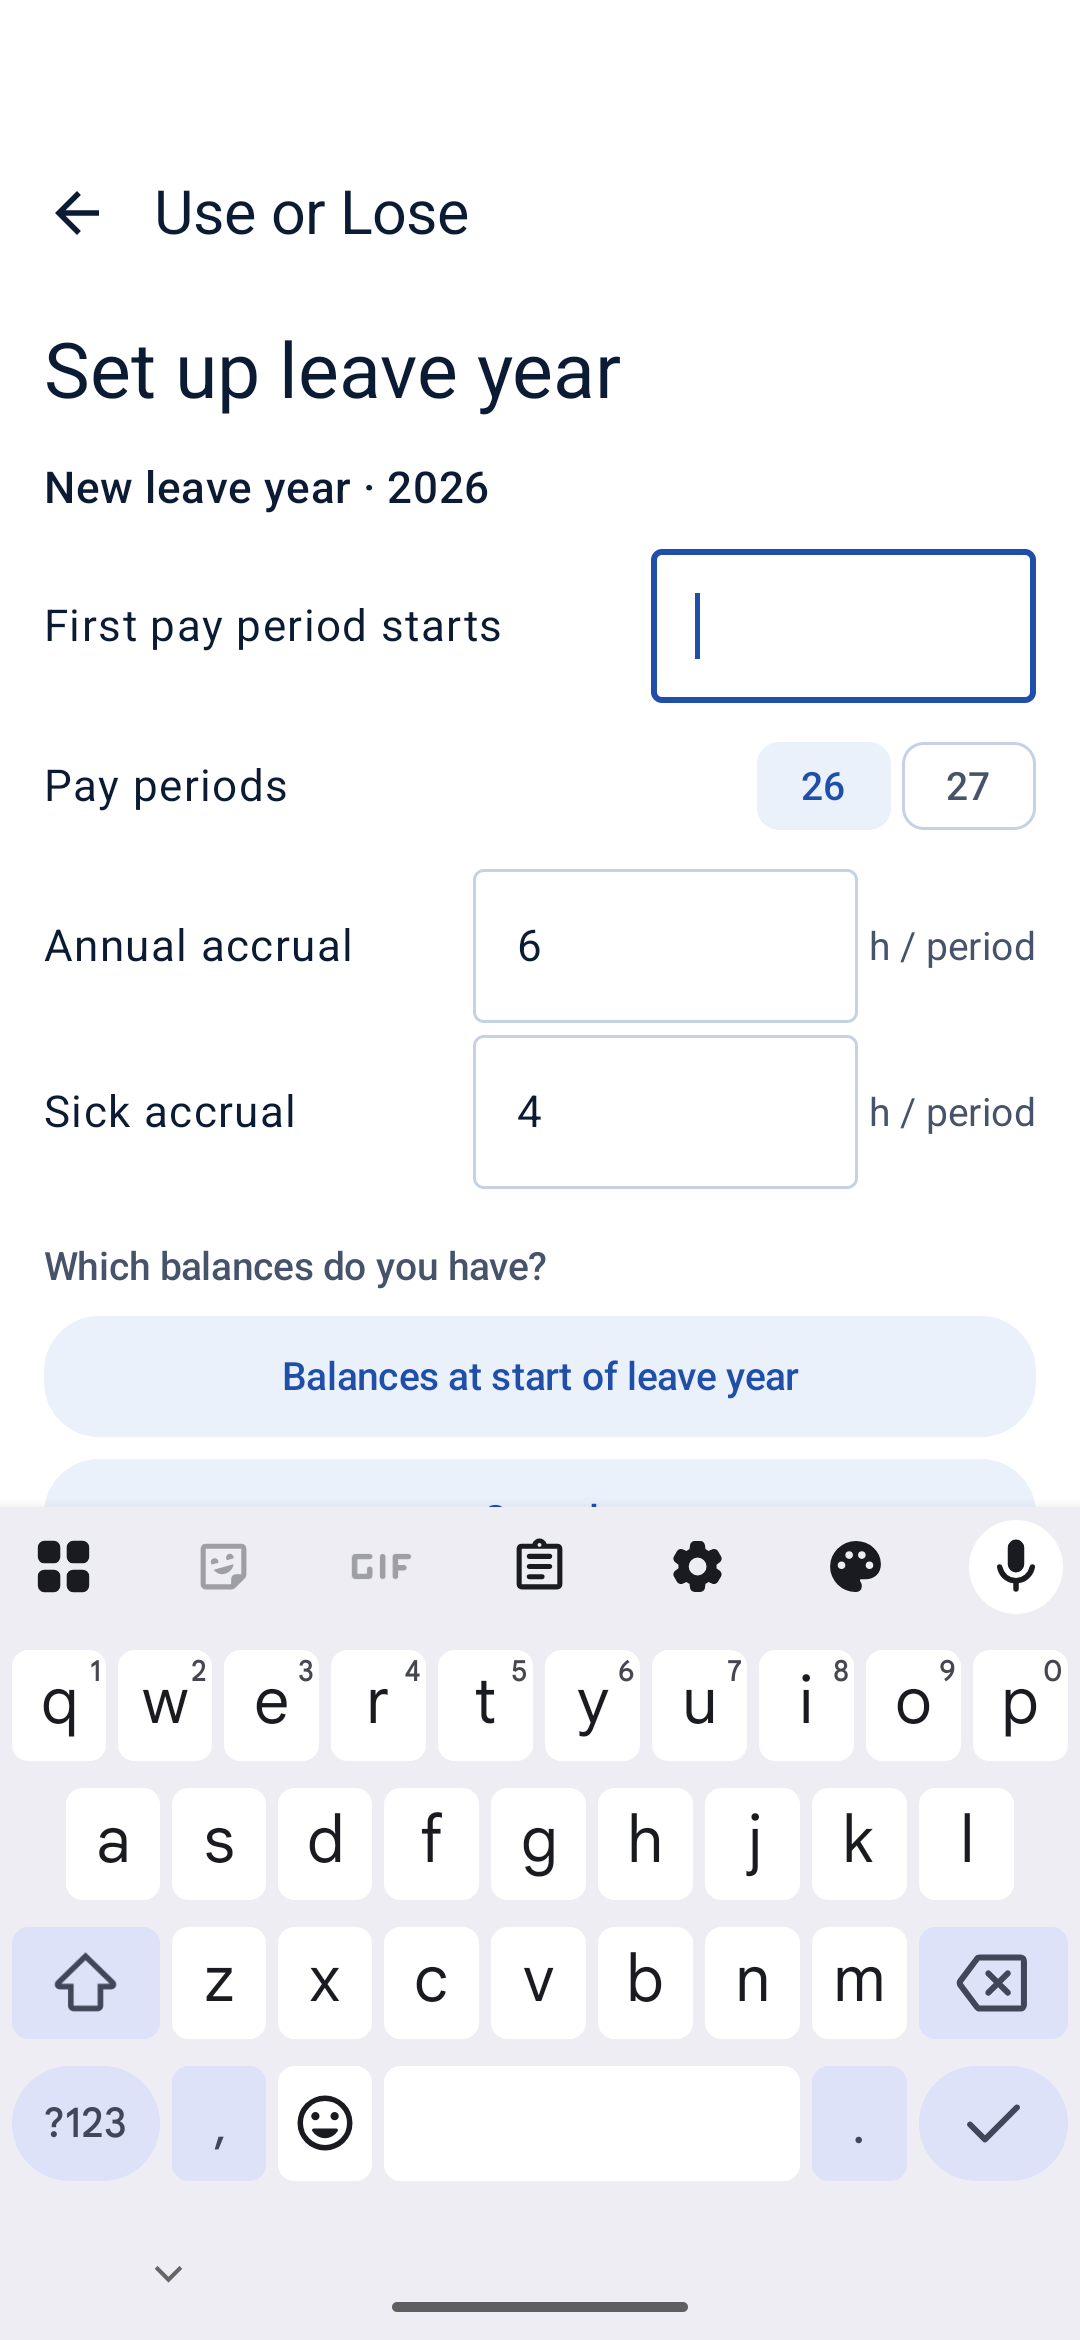 Use or Lose
Set up leave year
New leave year · 2026
First pay period starts
Pay periods
26
27
Annual accrual
6
h / period
Sick accrual
4
h / period
Which balances do you have?
Balances at start of leave year
GIF
q 1 w 2 e 3 r 4 t 5 y 6 u 7 i 8 o 9 p 0
a s d f g h j k l
z x c v b n m
?123 , .